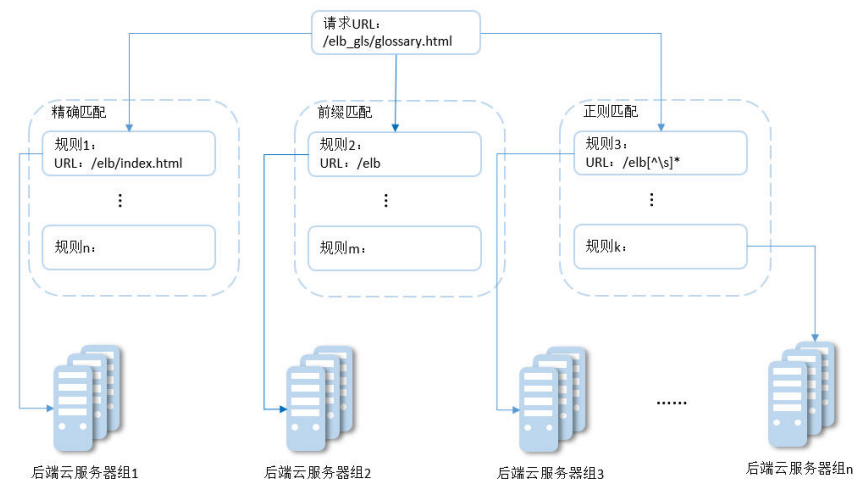 请求URL:
/elb_gls/glossary.html
精确匹配
规则1:
URL: /elb/index.html
⋮
规则n:
前缀匹配
规则2:
URL: /elb
⋮
规则m:
正则匹配
规则3:
URL: /elb[^\s]*
⋮
规则k:
……
后端云服务器组1
后端云服务器组2
后端云服务器组3
后端云服务器组n